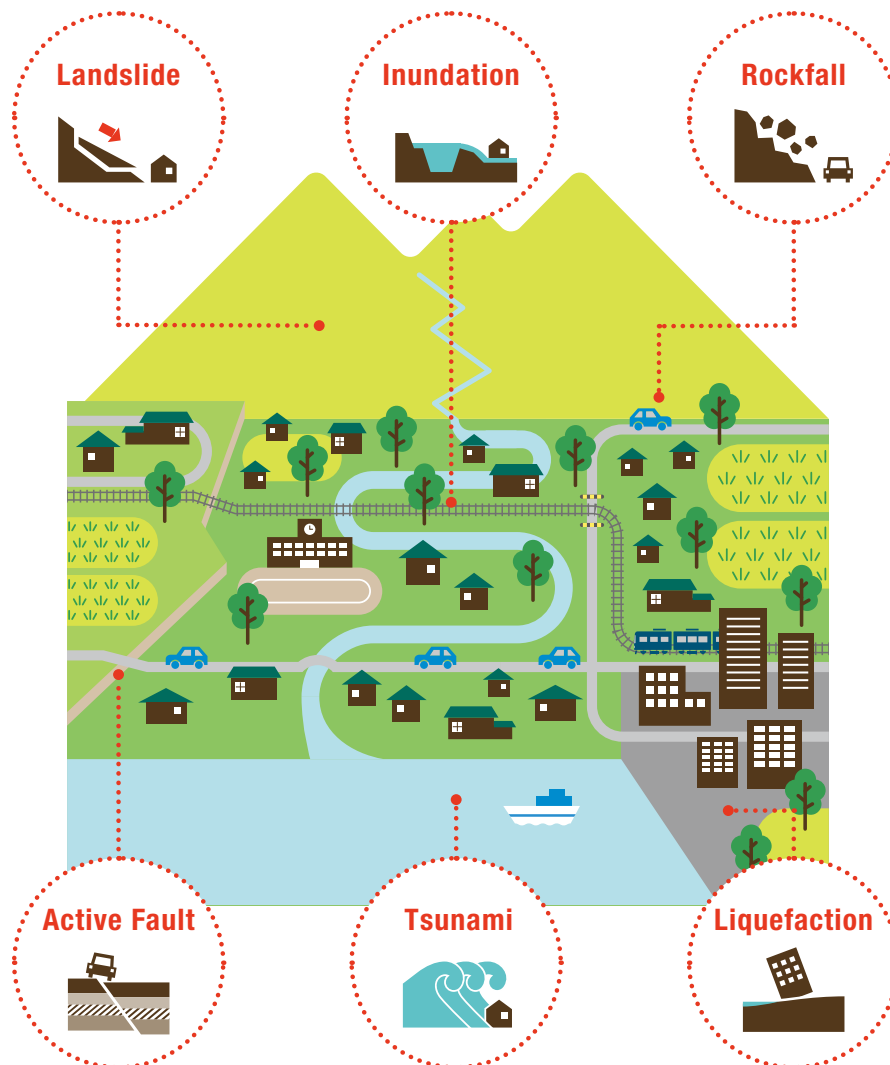 Landslide
Inundation
Rockfall
Active Fault
Tsunami
Liquefaction